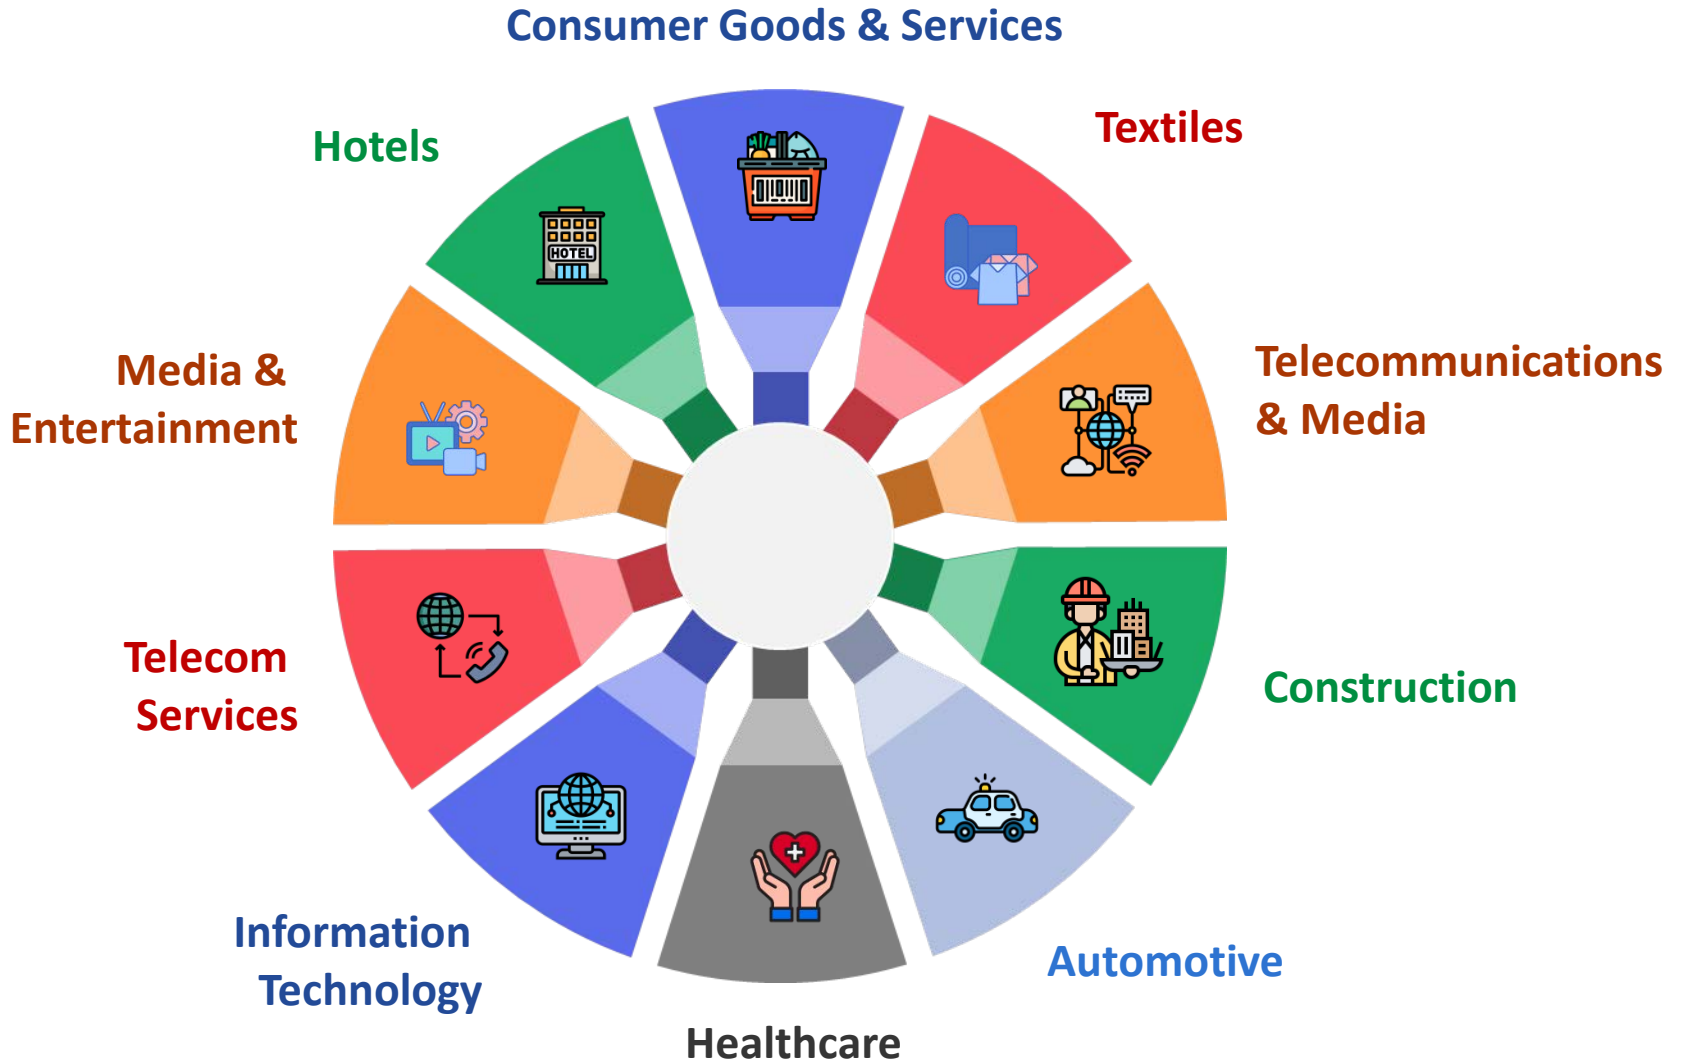 Consumer Goods & Services
Textiles
Hotels
HOTEL
Media &
Entertainment
Telecommunications
& Media
Telecom
Services
Construction
Information
Technology
Automotive
Healthcare